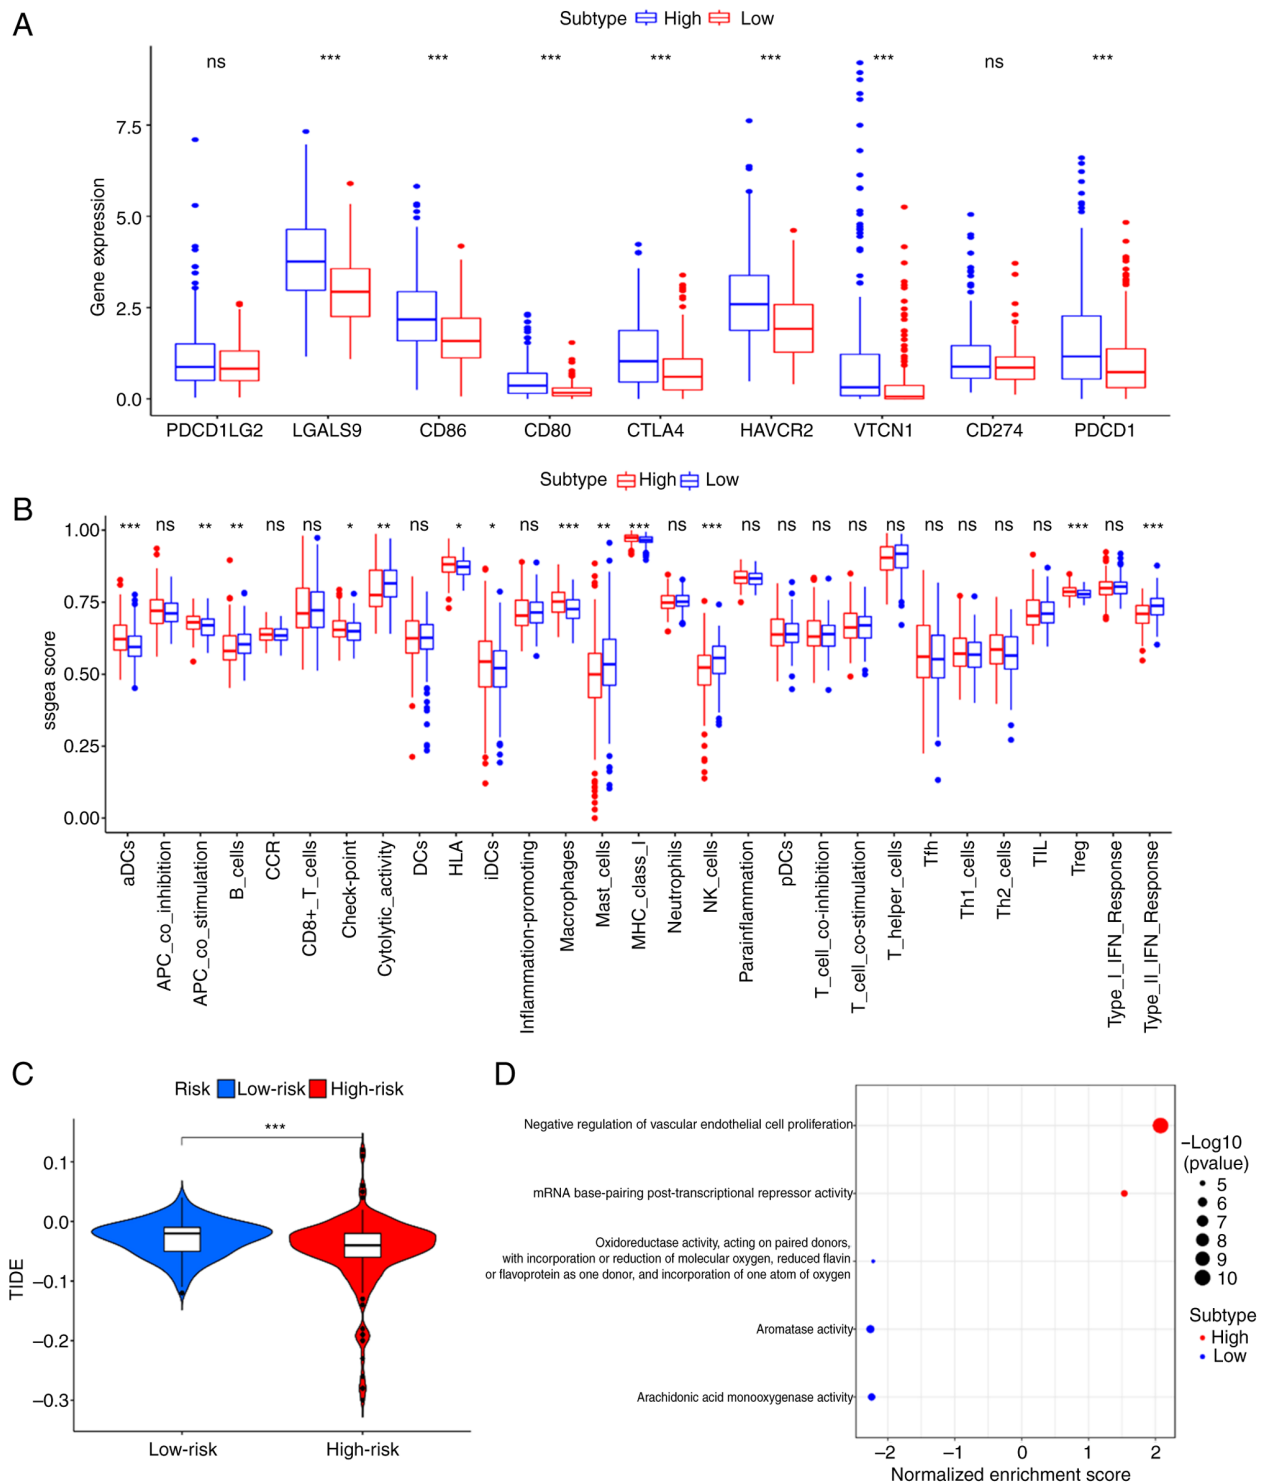 A
Subtype High Low
ns *** *** *** *** *** *** ns ***
Gene expression
7.5
5.0
2.5
0.0
PDCD1LG2 LGALS9 CD86 CD80 CTLA4 HAVCR2 VTCN1 CD274 PDCD1
B
Subtype High Low
*** ns ** ** ns ns * ** ns * * ns *** ** *** ns *** ns ns ns ns ns ns ns ns ns *** ns ***
ssgea score
1.00
0.75
0.50
0.25
0.00
aDCs
APC_co_inhibition
APC_co_stimulation
B_cells
CCR
CD8+_T_cells
Check-point
Cytolytic_activity
DCs
HLA
iDCs
Inflammation-promoting
Macrophages
Mast_cells
MHC_class_I
Neutrophils
NK_cells
Parainflammation
pDCs
T_cell_co-inhibition
T_cell_co-stimulation
T_helper_cells
Tfh
Th1_cells
Th2_cells
TIL
Treg
Type_I_IFN_Response
Type_II_IFN_Response
C
Risk Low-risk High-risk
***
TIDE
0.1
0.0
−0.1
−0.2
−0.3
Low-risk High-risk
D
Negative regulation of vascular endothelial cell proliferation
mRNA base-pairing post-transcriptional repressor activity
Oxidoreductase activity, acting on paired donors,
with incorporation or reduction of molecular oxygen, reduced flavin
or flavoprotein as one donor, and incorporation of one atom of oxygen
Aromatase activity
Arachidonic acid monooxygenase activity
−2 −1 0 1 2
Normalized enrichment score
−Log10
(pvalue)
5
6
7
8
9
10
Subtype
High
Low